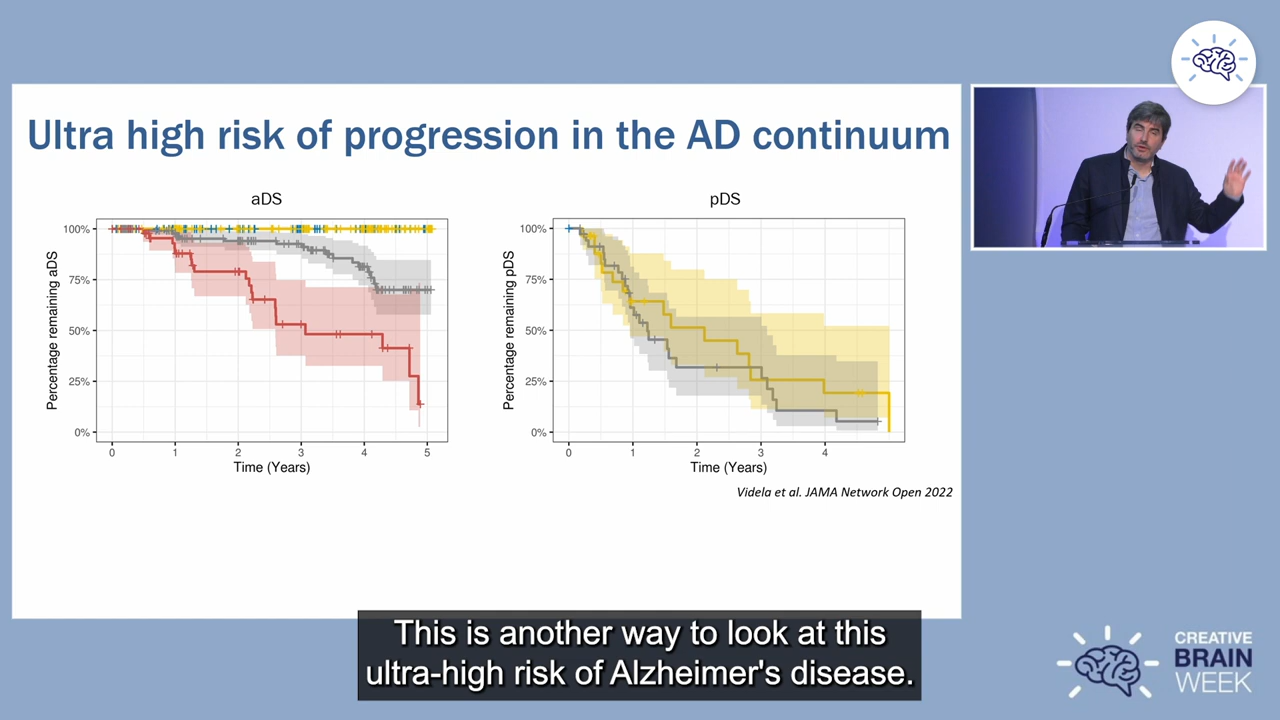 Ultra high risk of progression in the AD continuum
aDS
100%
75%
50%
25%
0%
Percentage remaining aDS
0 1 2 3 4 5
Time (Years)
pDS
100%
75%
50%
25%
0%
Percentage remaining pDS
0 1 2 3 4
Time (Years)
Videla et al. JAMA Network Open 2022
This is another way to look at this
ultra-high risk of Alzheimer's disease.
CREATIVE
BRAIN
WEEK